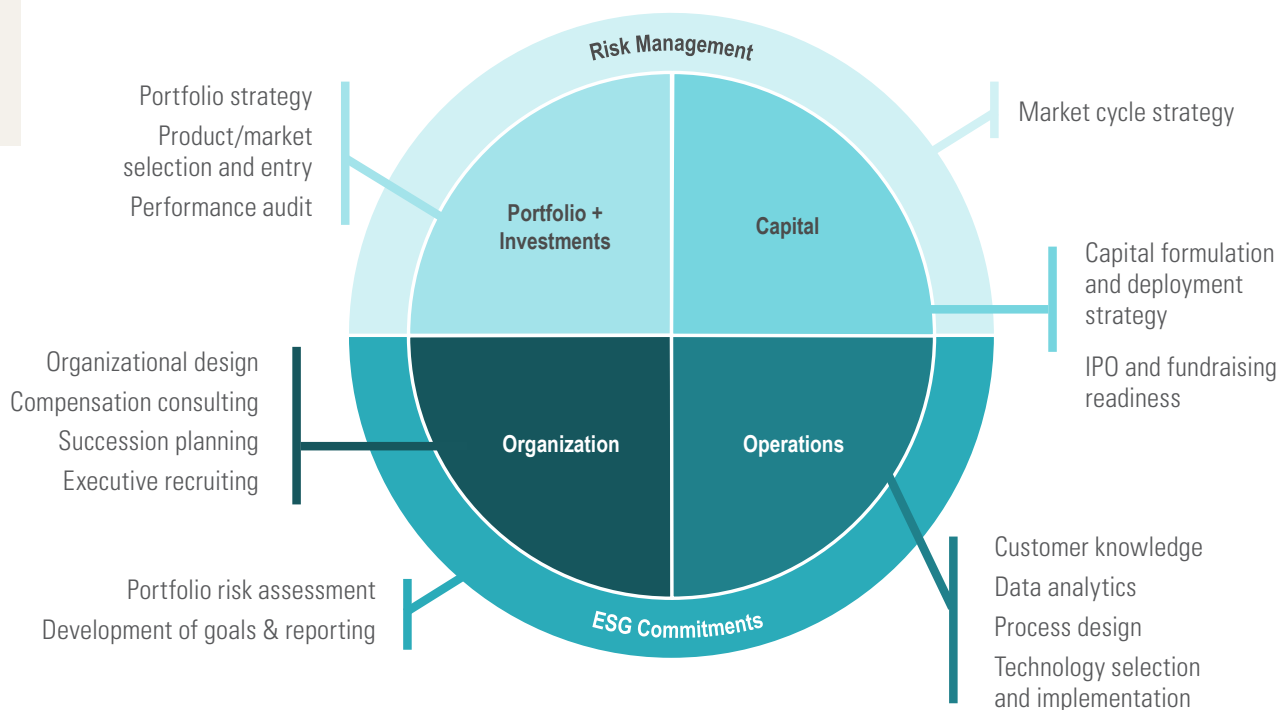 Risk Management
Portfolio strategy
Product/market
selection and entry
Performance audit
Market cycle strategy
Portfolio +
Investments
Capital
Capital formulation
and deployment
strategy
IPO and fundraising
readiness
Organizational design
Compensation consulting
Succession planning
Executive recruiting
Organization
Operations
Customer knowledge
Data analytics
Process design
Technology selection
and implementation
Portfolio risk assessment
Development of goals & reporting
ESG Commitments